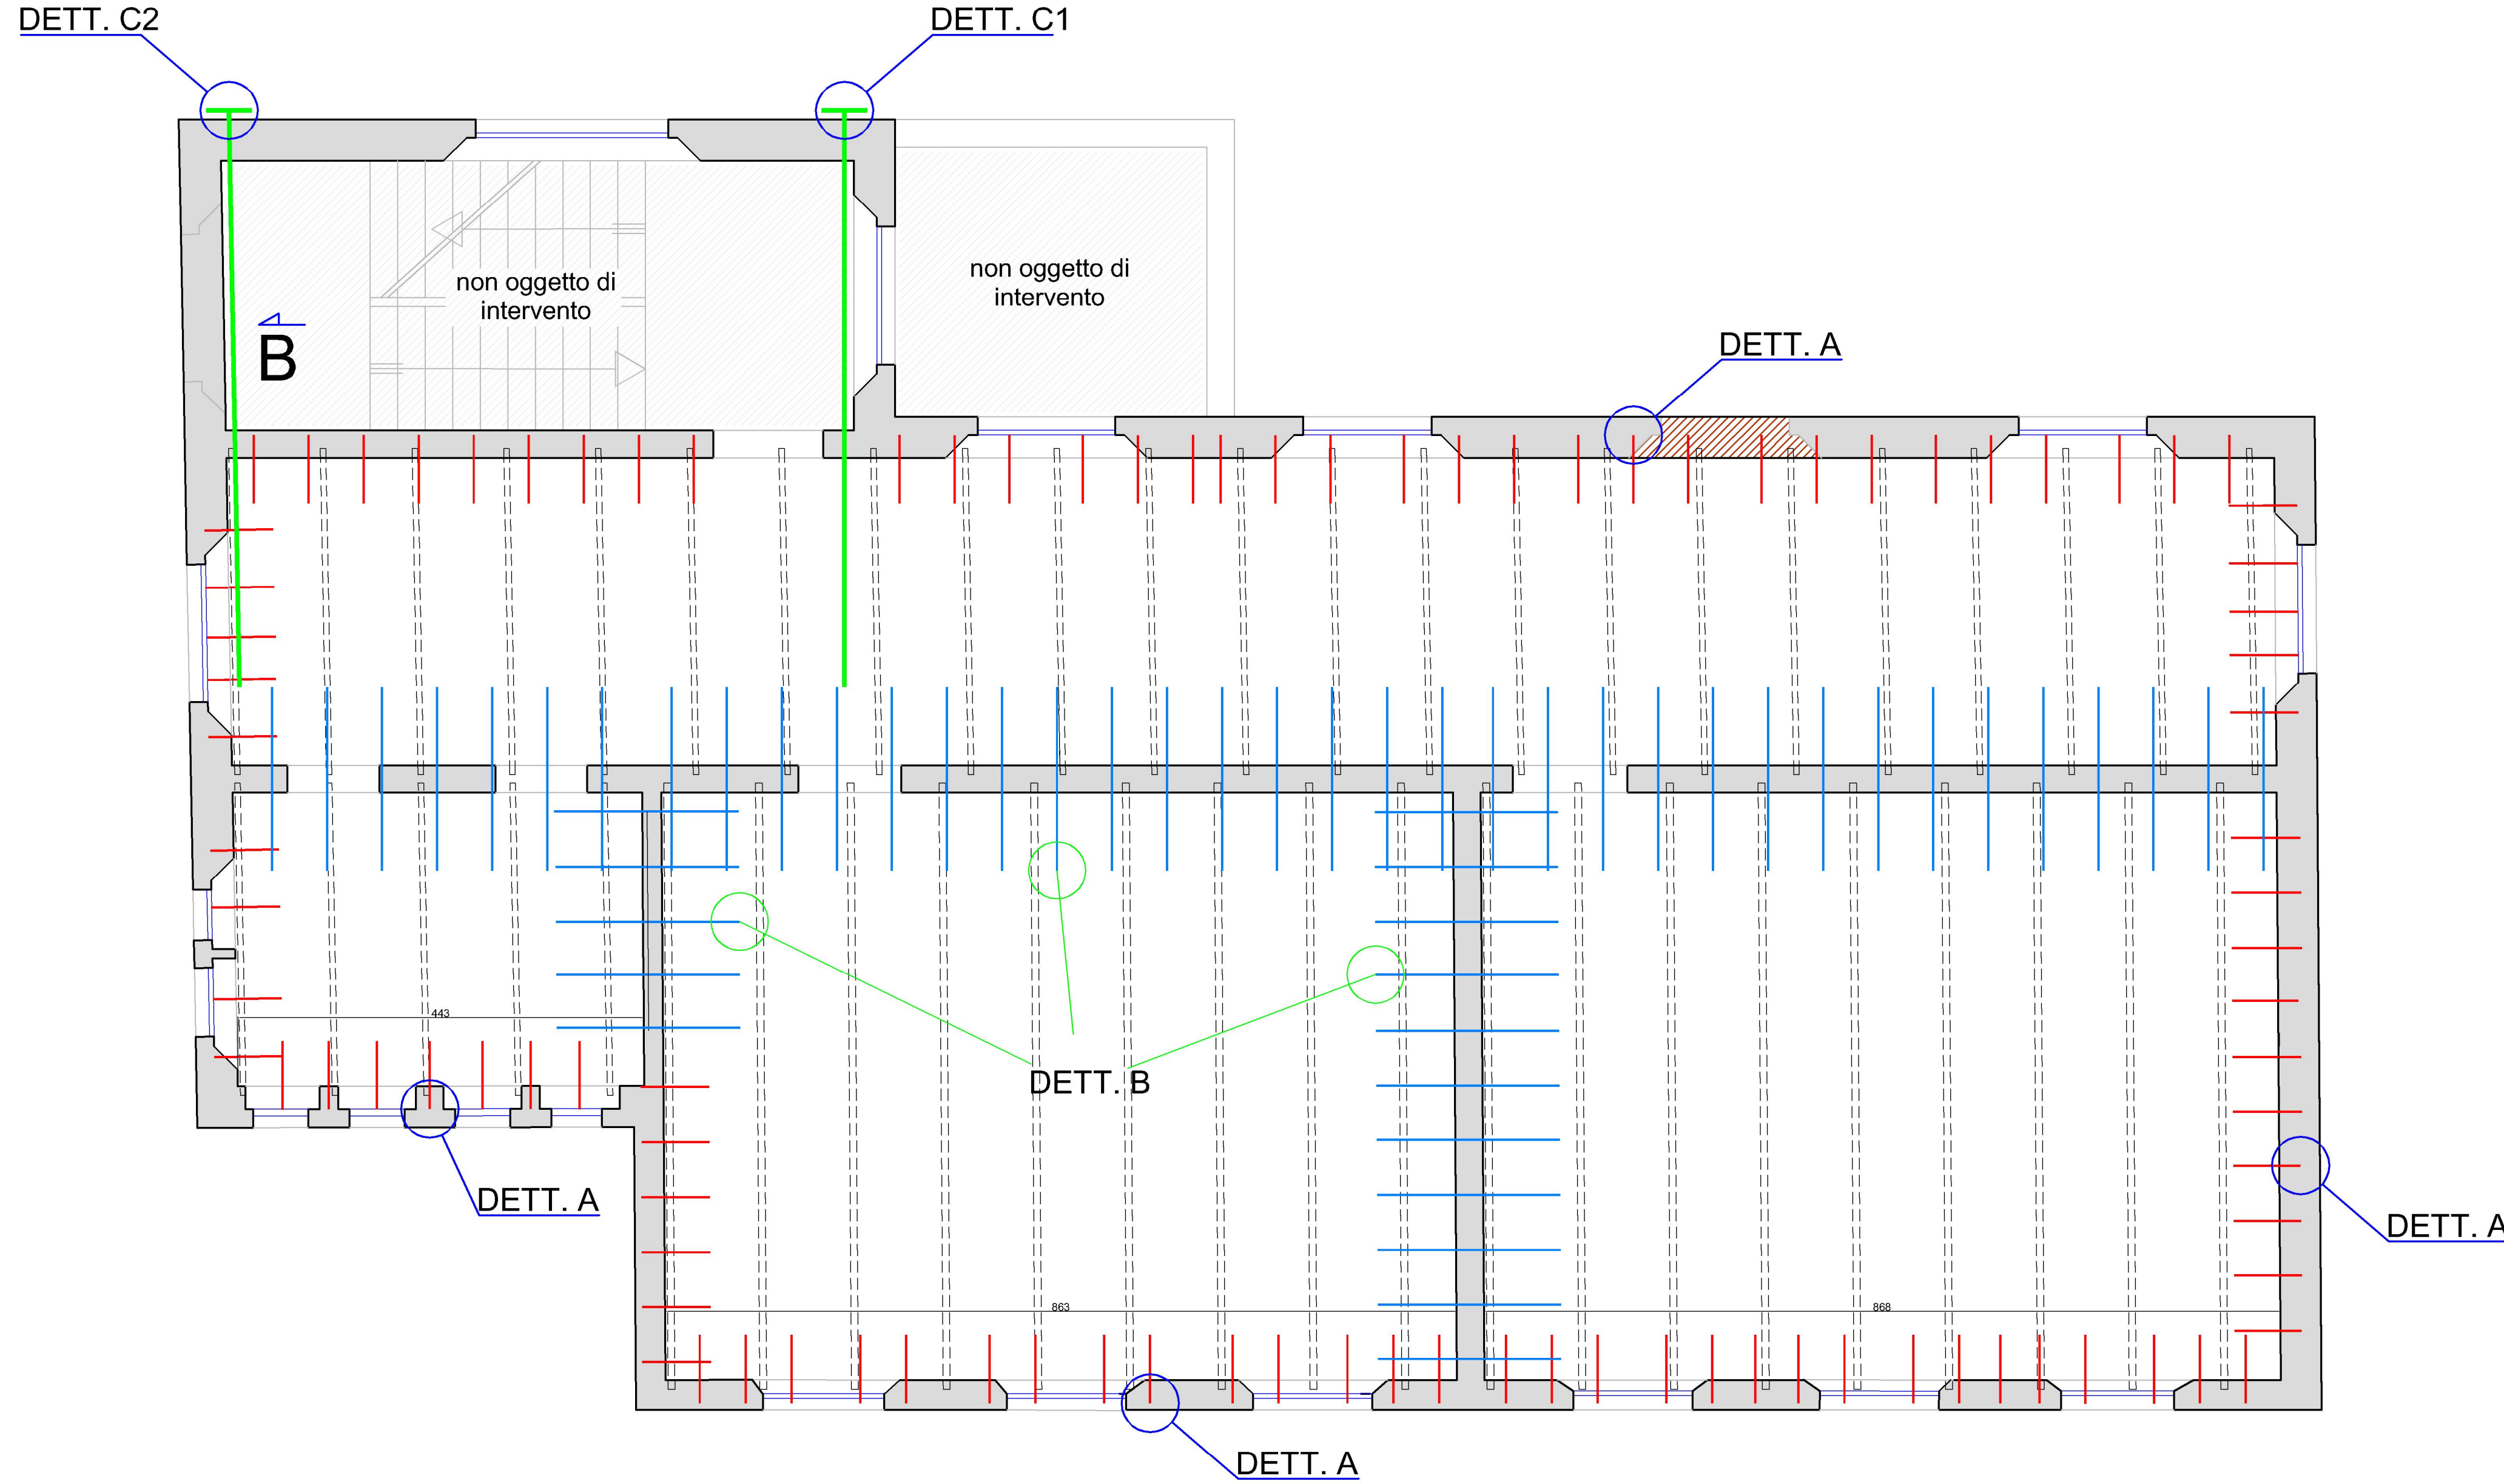 DETT. C2
DETT. C1
non oggetto di
intervento
non oggetto di
intervento
B
DETT. A
443
DETT. B
DETT. A
DETT. A
863
868
DETT. A